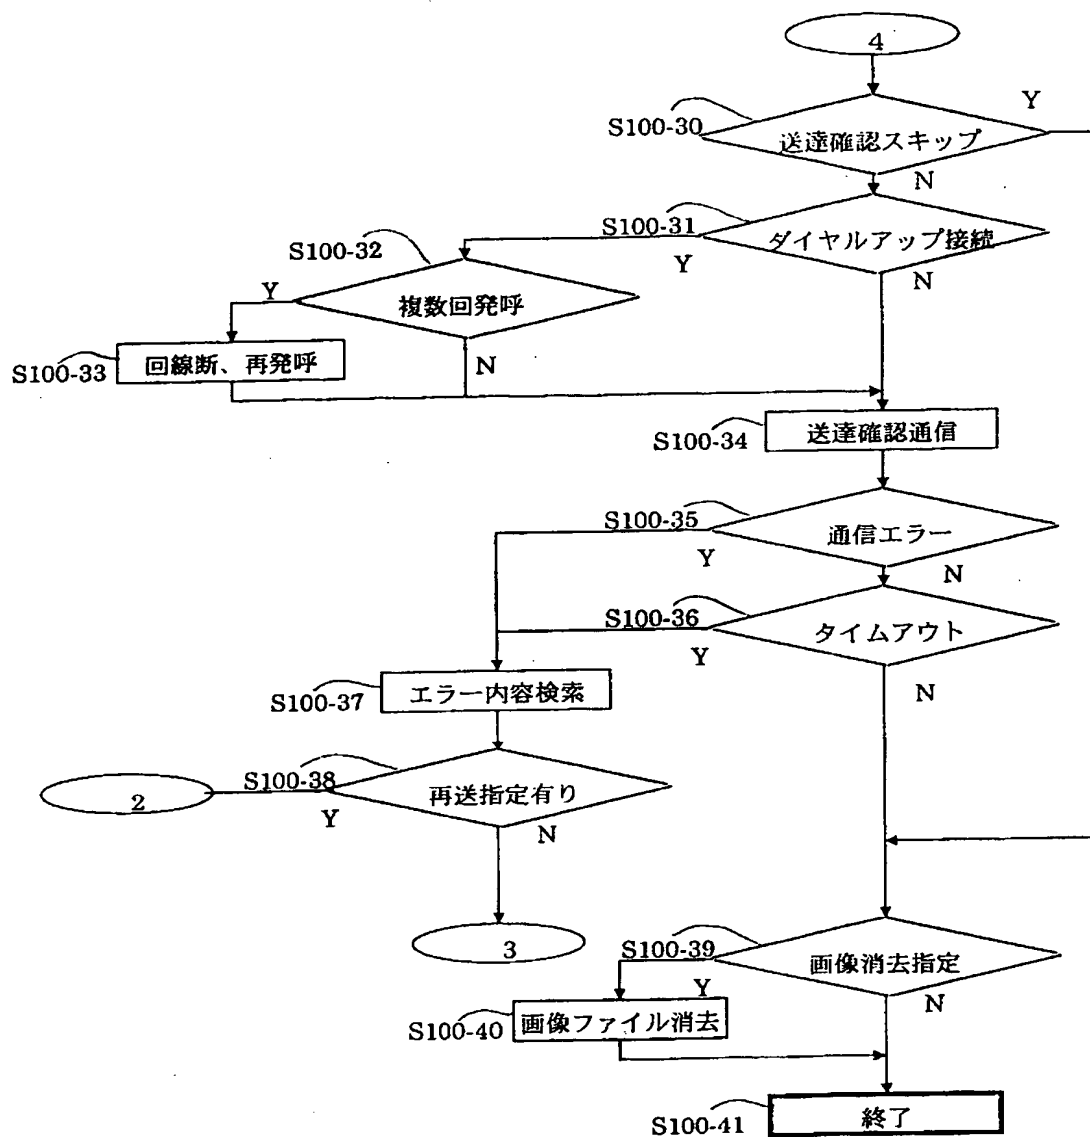 4
Y
S100-30
送達確認スキップ
N
S100-31
ダイヤルアップ接続
S100-32
Y
N
Y
複数回発呼
S100-33
回線断、再発呼
N
S100-34
送達確認通信
S100-35
通信エラー
Y
N
S100-36
タイムアウト
Y
N
S100-37
エラー内容検索
S100-38
再送指定有り
2
Y
N
3
S100-39
画像消去指定
Y
N
S100-40
画像ファイル消去
S100-41
終了